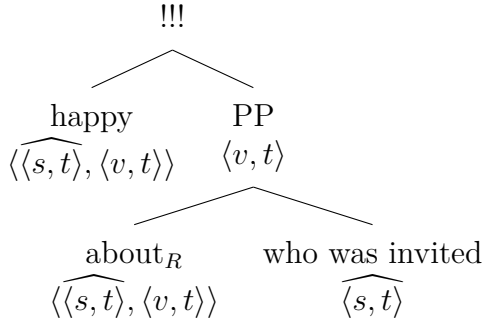 !!!
happy PP
⟨⟨s, t⟩, ⟨v, t⟩⟩ ⟨v, t⟩
about_R who was invited
⟨⟨s, t⟩, ⟨v, t⟩⟩ ⟨s, t⟩